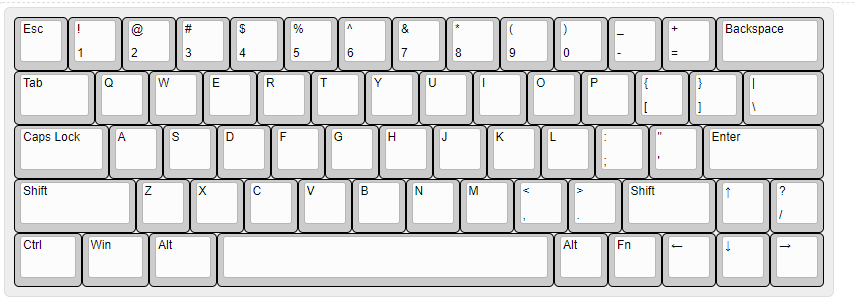 Esc ! @ # $ % ^ & * ( ) _ + Backspace
1 2 3 4 5 6 7 8 9 0 - =
Tab Q W E R T Y U I O P { } |
[ ] \
Caps Lock A S D F G H J K L : " Enter
; '
Shift Z X C V B N M < > Shift ↑ ?
, . /
Ctrl Win Alt Alt Fn ← ↓ →